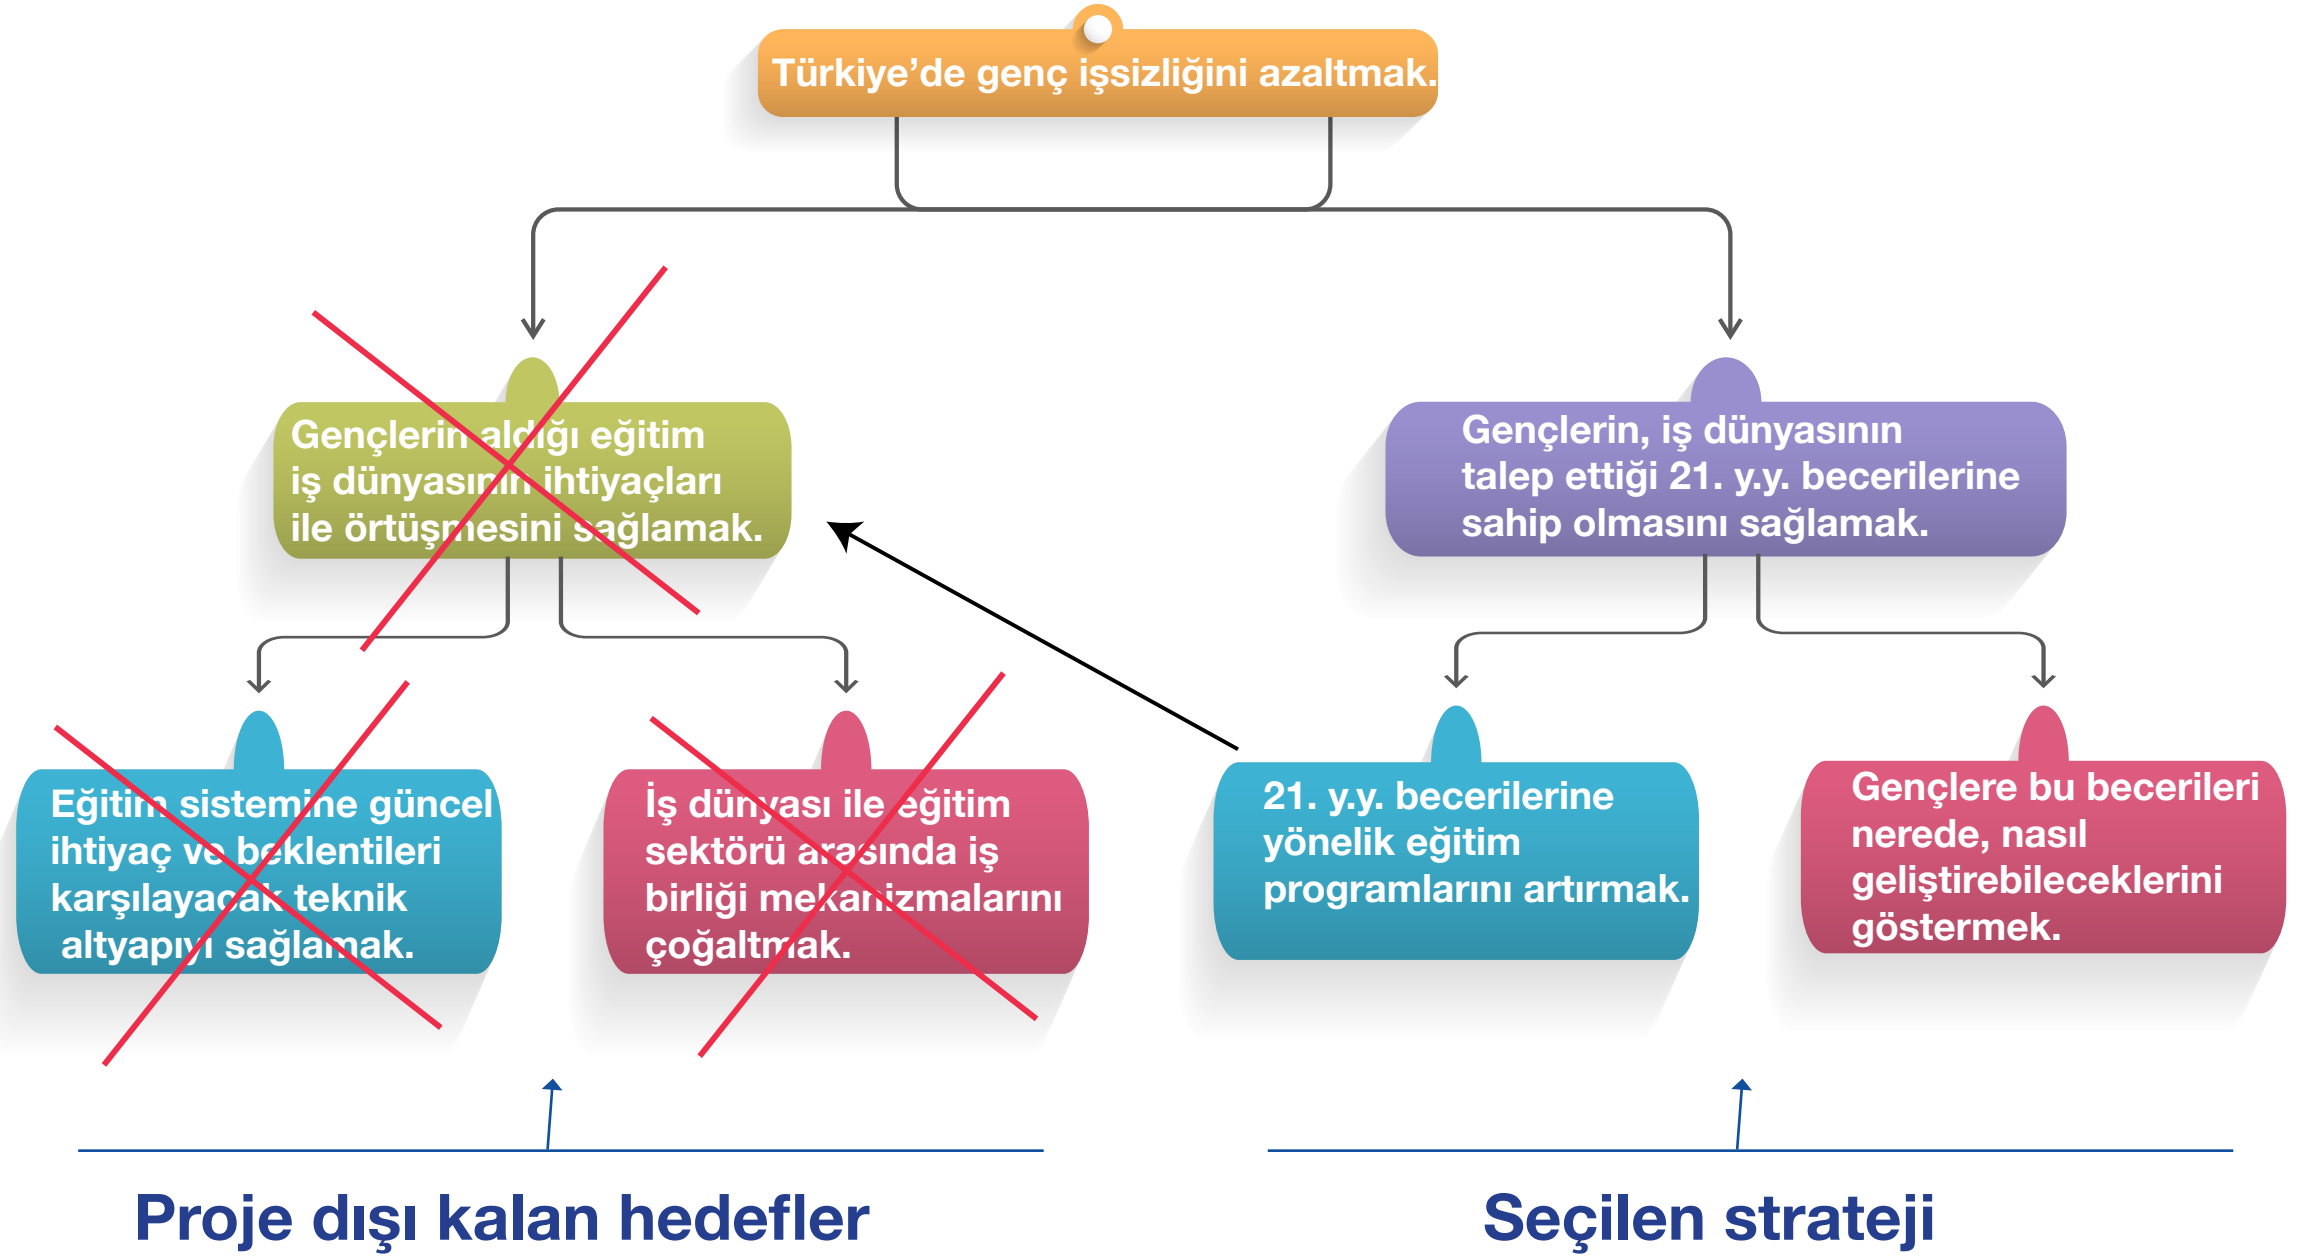 Türkiye’de genç işsizliğini azaltmak.
Gençlerin aldığı eğitim
iş dünyasının ihtiyaçları
ile örtüşmesini sağlamak.
Gençlerin, iş dünyasının
talep ettiği 21. y.y. becerilerine
sahip olmasını sağlamak.
Eğitim sistemine güncel
ihtiyaç ve beklentileri
karşılayacak teknik
altyapıyı sağlamak.
İş dünyası ile eğitim
sektörü arasında iş
birliği mekanizmalarını
çoğaltmak.
21. y.y. becerilerine
yönelik eğitim
programlarını artırmak.
Gençlere bu becerileri
nerede, nasıl
geliştirebileceklerini
göstermek.
Proje dışı kalan hedefler
Seçilen strateji